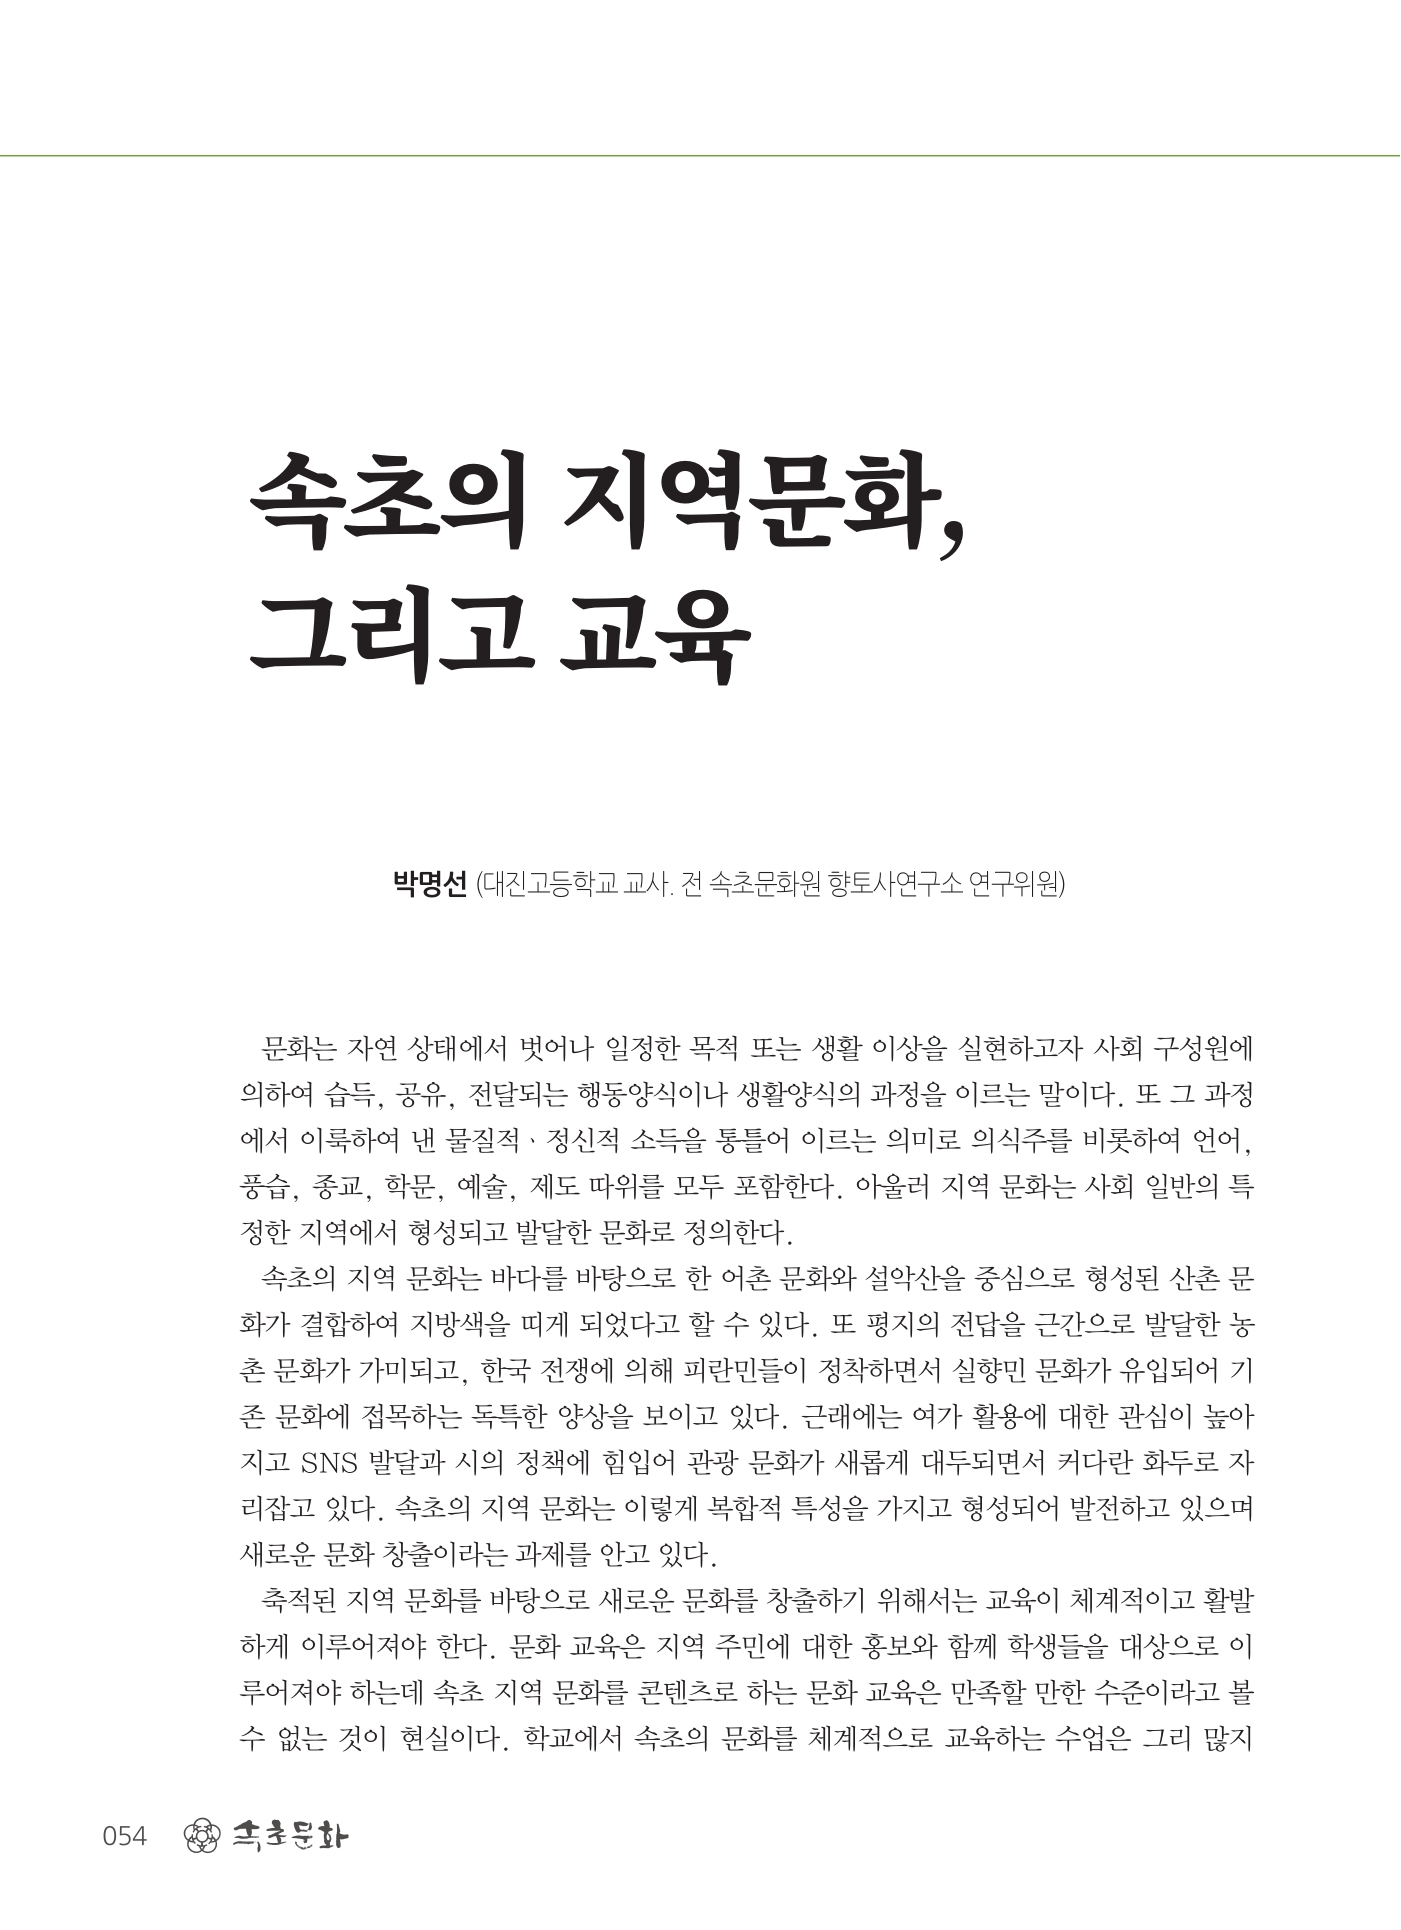 속초의 지역문화,
그리고 교육
박명선 (대진고등학교 교사. 전 속초문화원 향토사연구소 연구위원)
문화는 자연 상태에서 벗어나 일정한 목적 또는 생활 이상을 실현하고자 사회 구성원에
의하여 습득, 공유, 전달되는 행동양식이나 생활양식의 과정을 이르는 말이다. 또 그 과정
에서 이룩하여 낸 물질적、정신적 소득을 통틀어 이르는 의미로 의식주를 비롯하여 언어,
풍습, 종교, 학문, 예술, 제도 따위를 모두 포함한다. 아울러 지역 문화는 사회 일반의 특
정한 지역에서 형성되고 발달한 문화로 정의한다.
속초의 지역 문화는 바다를 바탕으로 한 어촌 문화와 설악산을 중심으로 형성된 산촌 문
화가 결합하여 지방색을 띠게 되었다고 할 수 있다. 또 평지의 전답을 근간으로 발달한 농
촌 문화가 가미되고, 한국 전쟁에 의해 피란민들이 정착하면서 실향민 문화가 유입되어 기
존 문화에 접목하는 독특한 양상을 보이고 있다. 근래에는 여가 활용에 대한 관심이 높아
지고 SNS 발달과 시의 정책에 힘입어 관광 문화가 새롭게 대두되면서 커다란 화두로 자
리잡고 있다. 속초의 지역 문화는 이렇게 복합적 특성을 가지고 형성되어 발전하고 있으며
새로운 문화 창출이라는 과제를 안고 있다.
축적된 지역 문화를 바탕으로 새로운 문화를 창출하기 위해서는 교육이 체계적이고 활발
하게 이루어져야 한다. 문화 교육은 지역 주민에 대한 홍보와 함께 학생들을 대상으로 이
루어져야 하는데 속초 지역 문화를 콘텐츠로 하는 문화 교육은 만족할 만한 수준이라고 볼
수 없는 것이 현실이다. 학교에서 속초의 문화를 체계적으로 교육하는 수업은 그리 많지
054 속초문화